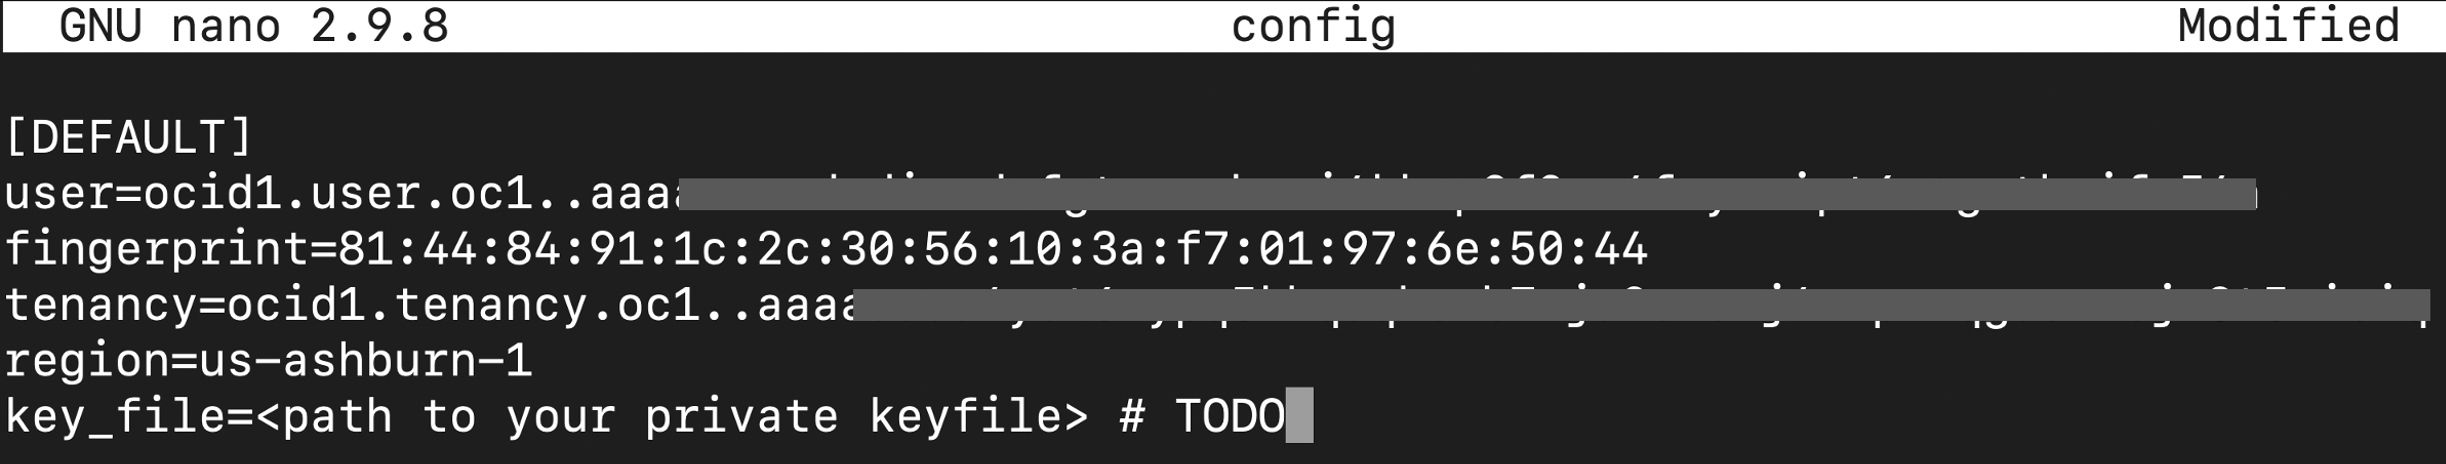 GNU nano 2.9.8 config Modified
[DEFAULT]
user=ocid1.user.oc1..aaaa
fingerprint=81:44:84:91:1c:2c:30:56:10:3a:f7:01:97:6e:50:44
tenancy=ocid1.tenancy.oc1..aaaa
region=us-ashburn-1
key_file=<path to your private keyfile> # TODO